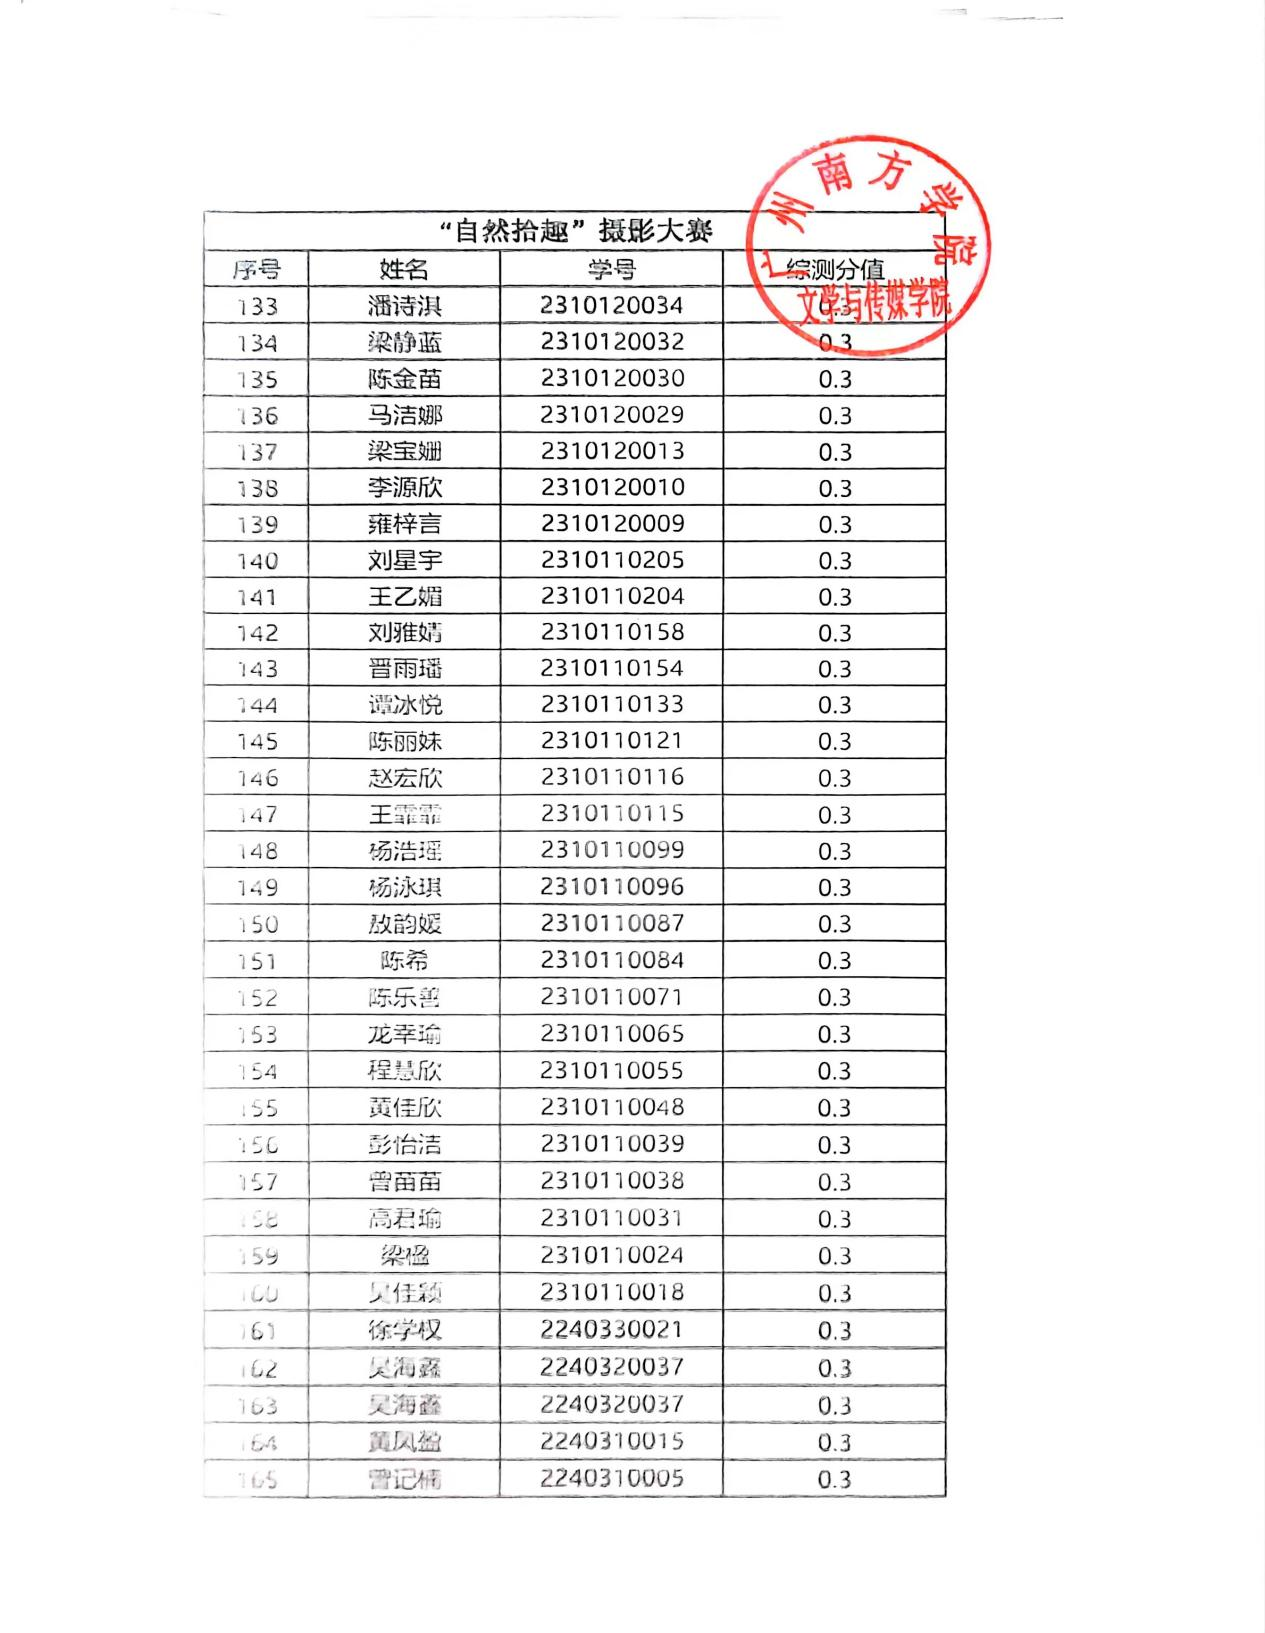 广州南方学院
文学与传媒学院
“自然拾趣”摄影大赛
序号 姓名 学号 综测分值
133 潘诗淇 2310120034 0.3
134 梁静蓝 2310120032 0.3
135 陈金苗 2310120030 0.3
136 马洁娜 2310120029 0.3
137 梁宝姗 2310120013 0.3
138 李源欣 2310120010 0.3
139 雍梓言 2310120009 0.3
140 刘星宇 2310110205 0.3
141 王乙媚 2310110204 0.3
142 刘雅婧 2310110158 0.3
143 晋雨瑶 2310110154 0.3
144 谭冰悦 2310110133 0.3
145 陈丽妹 2310110121 0.3
146 赵宏欣 2310110116 0.3
147 王霏霏 2310110115 0.3
148 杨浩瑶 2310110099 0.3
149 杨泳琪 2310110096 0.3
150 敖韵媛 2310110087 0.3
151 陈希 2310110084 0.3
152 陈乐善 2310110071 0.3
153 龙幸瑜 2310110065 0.3
154 程慧欣 2310110055 0.3
155 黄佳欣 2310110048 0.3
156 彭怡洁 2310110039 0.3
157 曾苗苗 2310110038 0.3
158 高君瑜 2310110031 0.3
159 梁楹 2310110024 0.3
160 吴佳颖 2310110018 0.3
161 徐学权 2240330021 0.3
162 吴海鑫 2240320037 0.3
163 吴海鑫 2240320037 0.3
164 黄凤盈 2240310015 0.3
165 曾记楠 2240310005 0.3